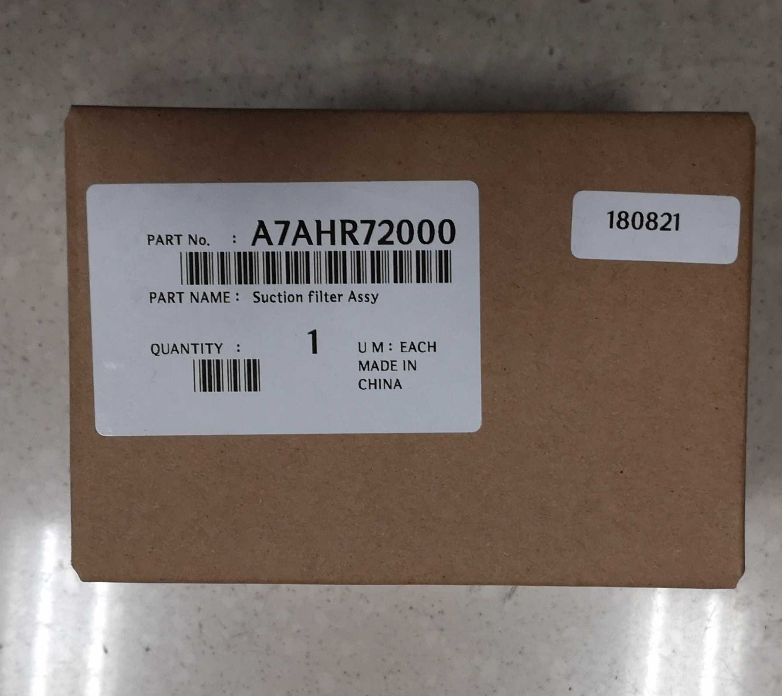 PART No. : A7AHR72000
180821
PART NAME : Suction filter Assy
QUANTITY : 1
U M : EACH
MADE IN
CHINA